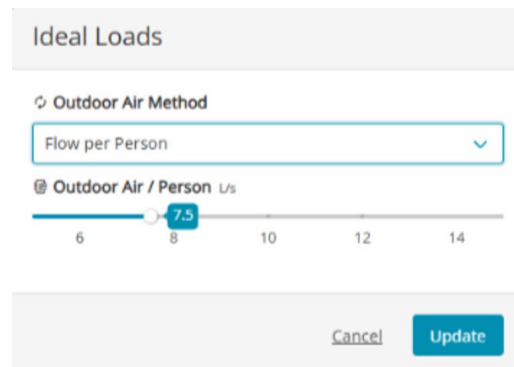 Ideal Loads
Outdoor Air Method
Flow per Person
Outdoor Air / Person L/s
7.5
6 8 10 12 14
Cancel Update